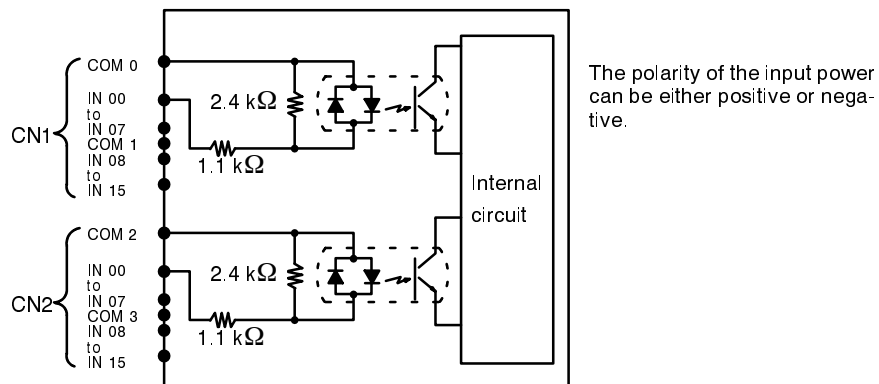 COM 0
IN 00
to
IN 07
COM 1
IN 08
to
IN 15
CN1
2.4 kΩ
1.1 kΩ
COM 2
IN 00
to
IN 07
COM 3
IN 08
to
IN 15
CN2
2.4 kΩ
1.1 kΩ
Internal
circuit
The polarity of the input power
can be either positive or nega-
tive.